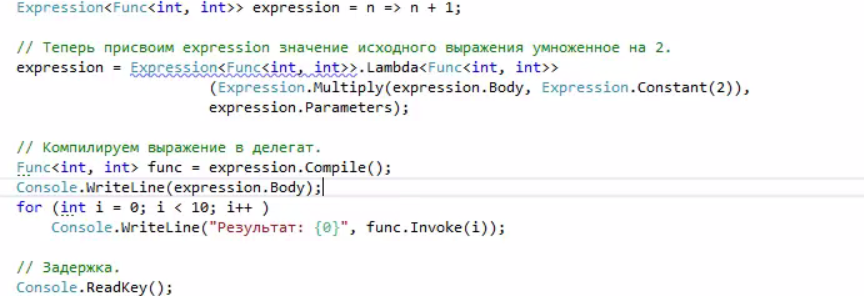 Expression<Func<int, int>> expression = n => n + 1;
// Теперь присвоим expression значение исходного выражения умноженное на 2.
expression = Expression<Func<int, int>>.Lambda<Func<int, int>>
(Expression.Multiply(expression.Body, Expression.Constant(2)),
expression.Parameters);
// Компилируем выражение в делегат.
Func<int, int> func = expression.Compile();
Console.WriteLine(expression.Body);
for (int i = 0; i < 10; i++ )
Console.WriteLine("Результат: {0}", func.Invoke(i));
// Задержка.
Console.ReadKey();